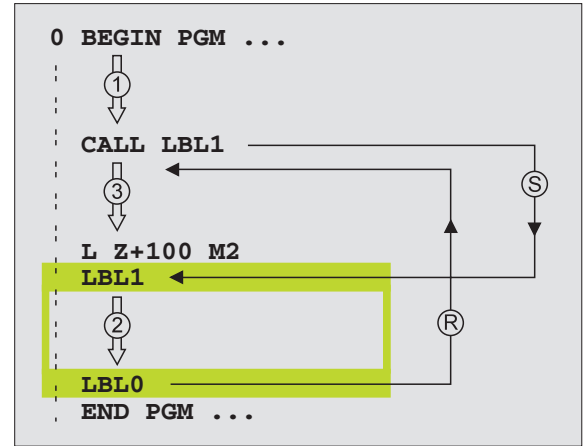 0 BEGIN PGM ...
1
CALL LBL1
S
3
L Z+100 M2
LBL1
2
R
LBL0
END PGM ...